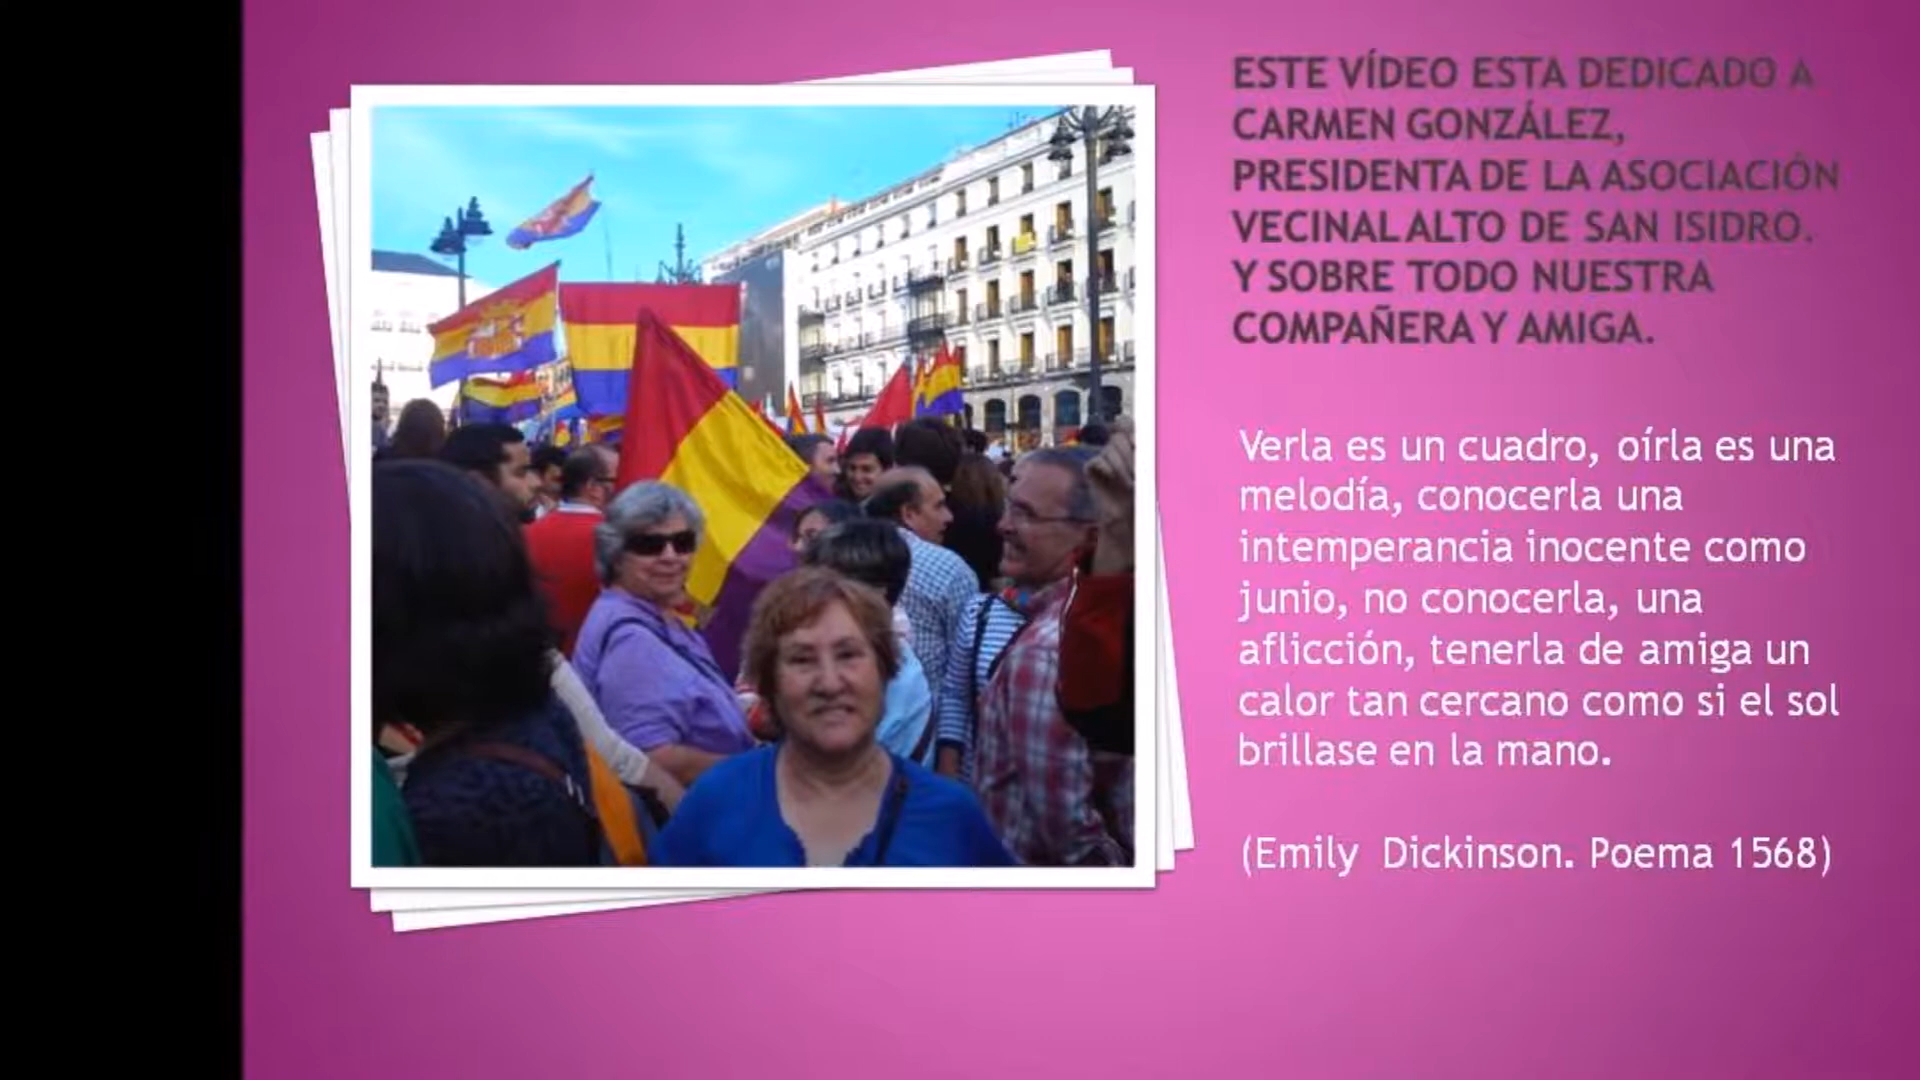 ESTE VÍDEO ESTA DEDICADO A
CARMEN GONZÁLEZ,
PRESIDENTA DE LA ASOCIACIÓN
VECINAL ALTO DE SAN ISIDRO.
Y SOBRE TODO NUESTRA
COMPAÑERA Y AMIGA.
Verla es un cuadro, oírla es una
melodía, conocerla una
intemperancia inocente como
junio, no conocerla, una
aflicción, tenerla de amiga un
calor tan cercano como si el sol
brillase en la mano.
(Emily Dickinson. Poema 1568)